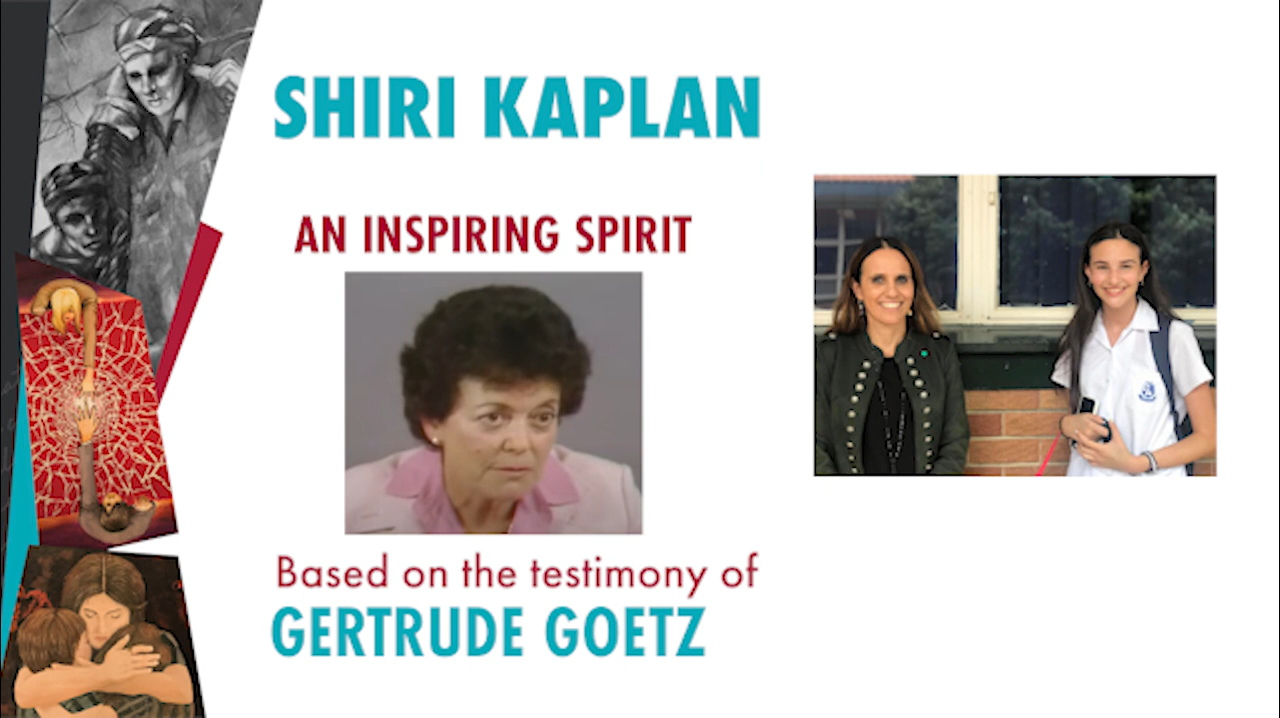 SHIRI KAPLAN
AN INSPIRING SPIRIT
Based on the testimony of
GERTRUDE GOETZ